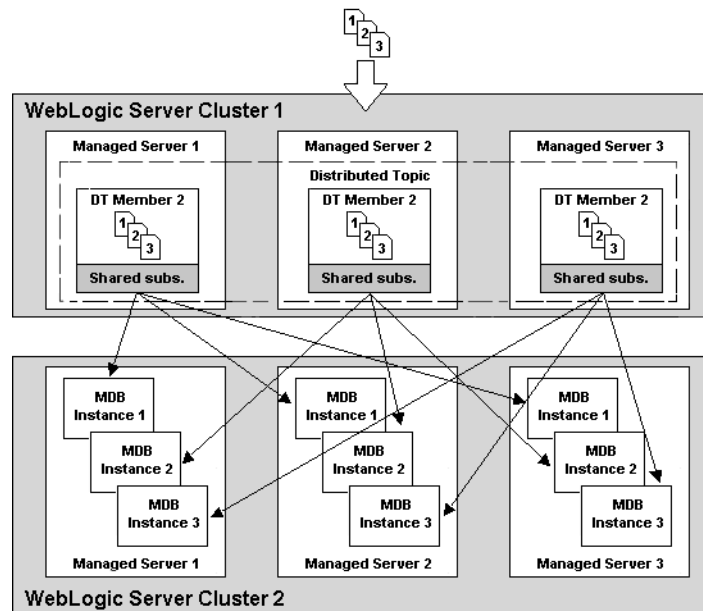 1
2
3
WebLogic Server Cluster 1
Managed Server 1
Managed Server 2
Managed Server 3
Distributed Topic
DT Member 2
1
2
3
Shared subs.
DT Member 2
1
2
3
Shared subs.
DT Member 2
1
2
3
Shared subs.
MDB
Instance 1
MDB
Instance 2
MDB
Instance 3
Managed Server 1
MDB
Instance 1
MDB
Instance 2
MDB
Instance 3
Managed Server 2
MDB
Instance 1
MDB
Instance 2
MDB
Instance 3
Managed Server 3
WebLogic Server Cluster 2